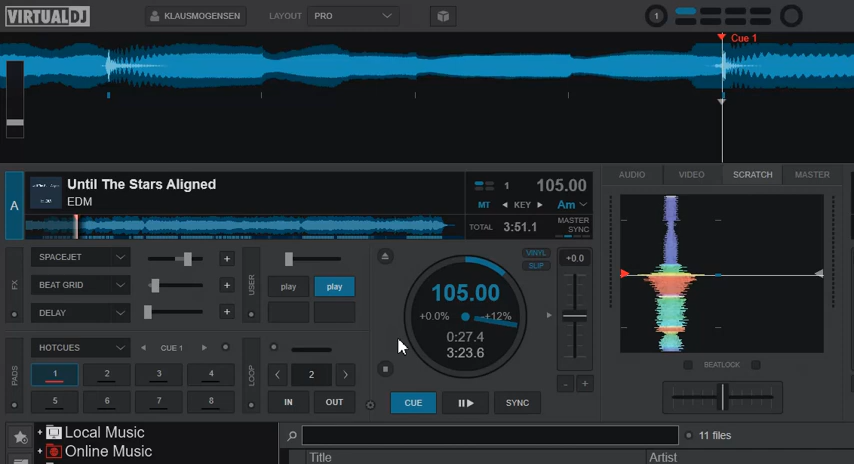 VIRTUALDJ KLAUSMOGENSEN LAYOUT PRO 1
Cue 1
AUDIO VIDEO SCRATCH MASTER
A Until The Stars Aligned 1 105.00
EDM MT KEY Am
TOTAL 3:51.1 MASTER SYNC
FX SPACEJET + USER VINYL +0.0
SLIP
BEAT GRID + play play 105.00
DELAY + +0.0% +12%
0:27.4
3:23.6
PADS HOTCUES CUE 1 LOOP
BEATLOCK
1 2 3 4 2 - +
5 6 7 8 IN OUT CUE SYNC
+ Local Music 11 files
+ Online Music Title Artist